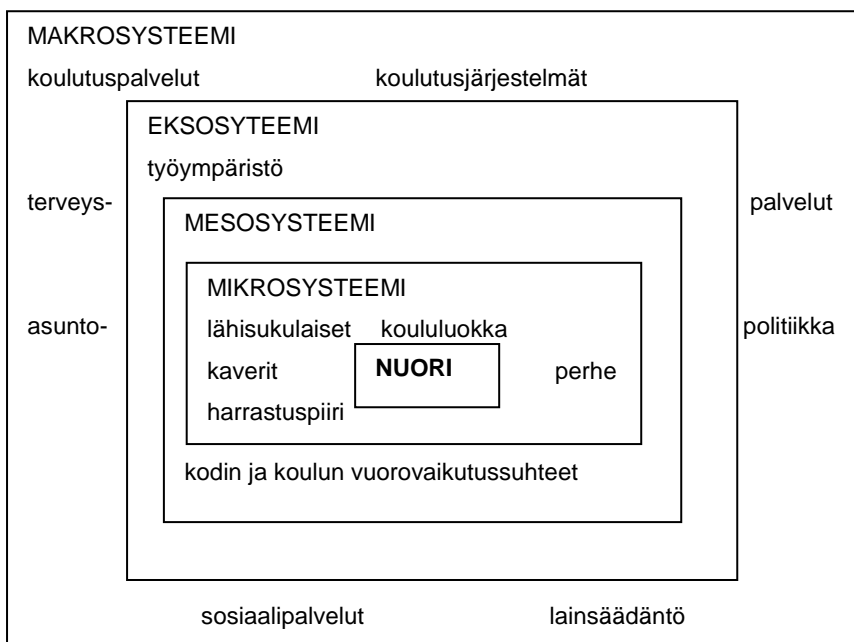 MAKROSYSTEEMI
koulutuspalvelut koulutusjärjestelmät
EKSOSYTEEMI
työympäristö
terveys- palvelut
MESOSYSTEEMI
MIKROSYSTEEMI
asunto- lähisukulaiset koululuokka politiikka
kaverit NUORI perhe
harrastuspiiri
kodin ja koulun vuorovaikutussuhteet
sosiaalipalvelut lainsäädäntö